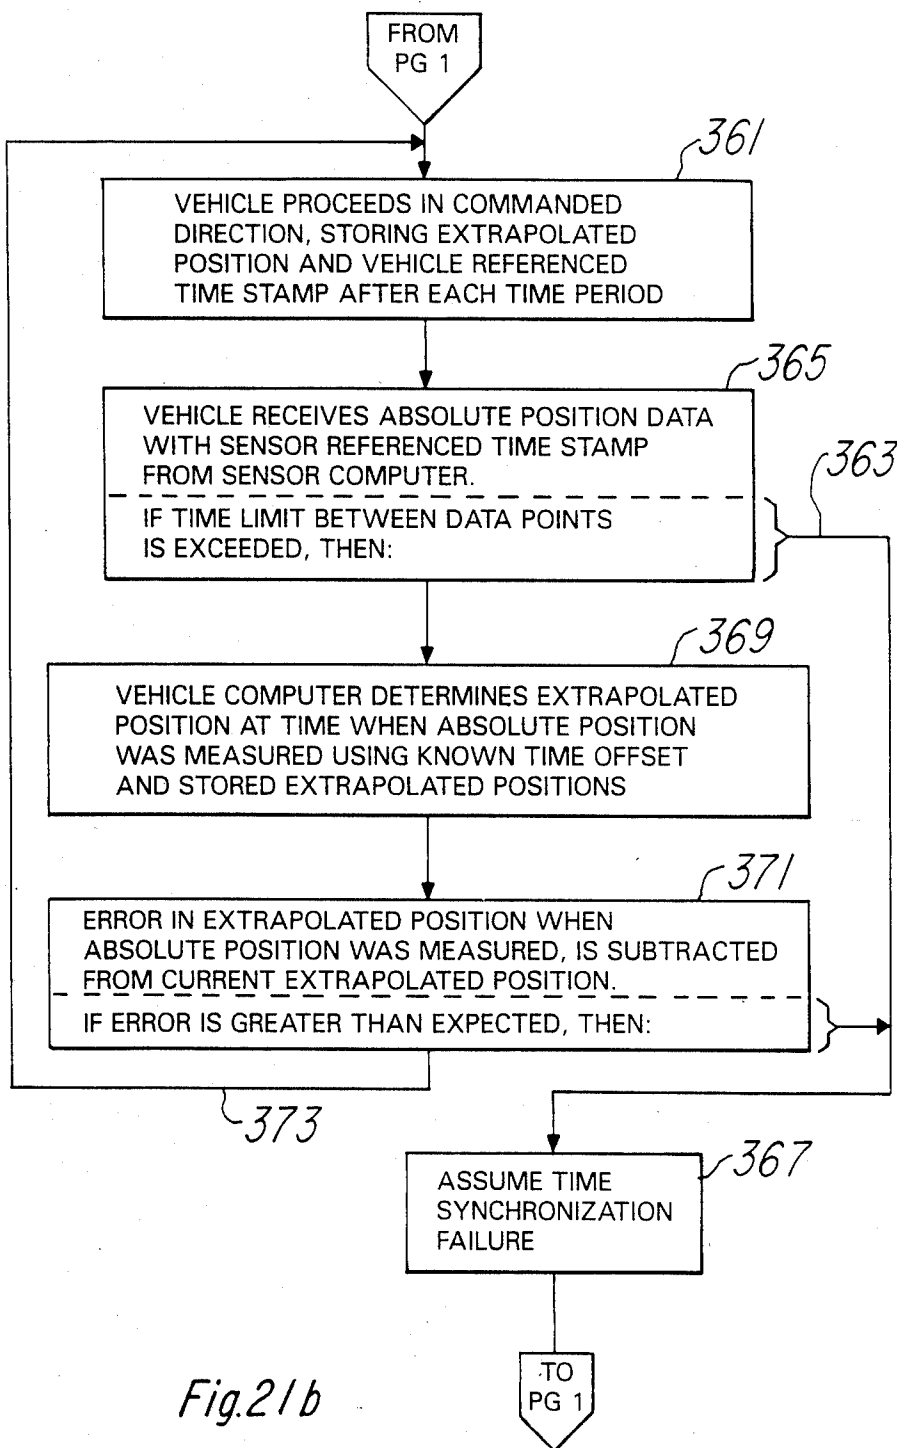 FROM
PG 1
361
VEHICLE PROCEEDS IN COMMANDED
DIRECTION, STORING EXTRAPOLATED
POSITION AND VEHICLE REFERENCED
TIME STAMP AFTER EACH TIME PERIOD
365
VEHICLE RECEIVES ABSOLUTE POSITION DATA
WITH SENSOR REFERENCED TIME STAMP
FROM SENSOR COMPUTER.
363
IF TIME LIMIT BETWEEN DATA POINTS
IS EXCEEDED, THEN:
369
VEHICLE COMPUTER DETERMINES EXTRAPOLATED
POSITION AT TIME WHEN ABSOLUTE POSITION
WAS MEASURED USING KNOWN TIME OFFSET
AND STORED EXTRAPOLATED POSITIONS
371
ERROR IN EXTRAPOLATED POSITION WHEN
ABSOLUTE POSITION WAS MEASURED, IS SUBTRACTED
FROM CURRENT EXTRAPOLATED POSITION.
IF ERROR IS GREATER THAN EXPECTED, THEN:
373
367
ASSUME TIME
SYNCHRONIZATION
FAILURE
TO
PG 1
Fig.21b